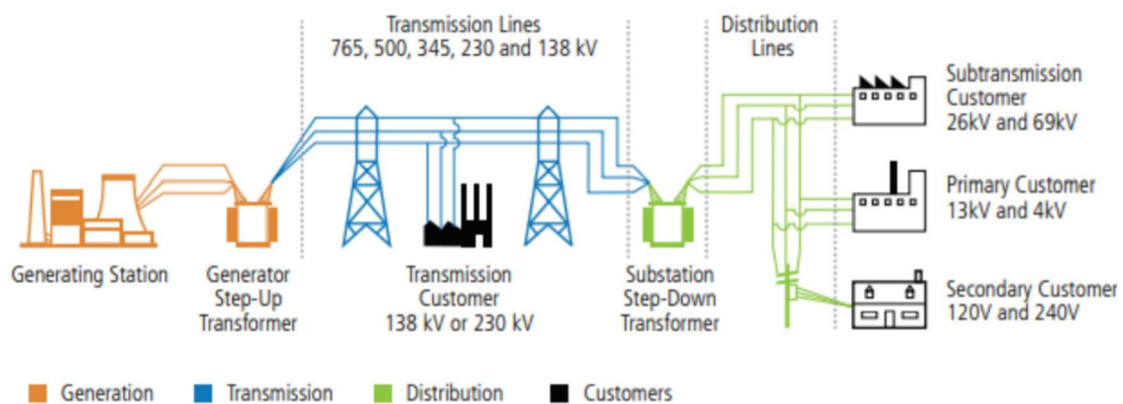 Transmission Lines
765, 500, 345, 230 and 138 kV
Distribution
Lines
Subtransmission
Customer
26kV and 69kV
Primary Customer
13kV and 4kV
Secondary Customer
120V and 240V
Generating Station
Generator
Step-Up
Transformer
Transmission
Customer
138 kV or 230 kV
Substation
Step-Down
Transformer
Generation
Transmission
Distribution
Customers